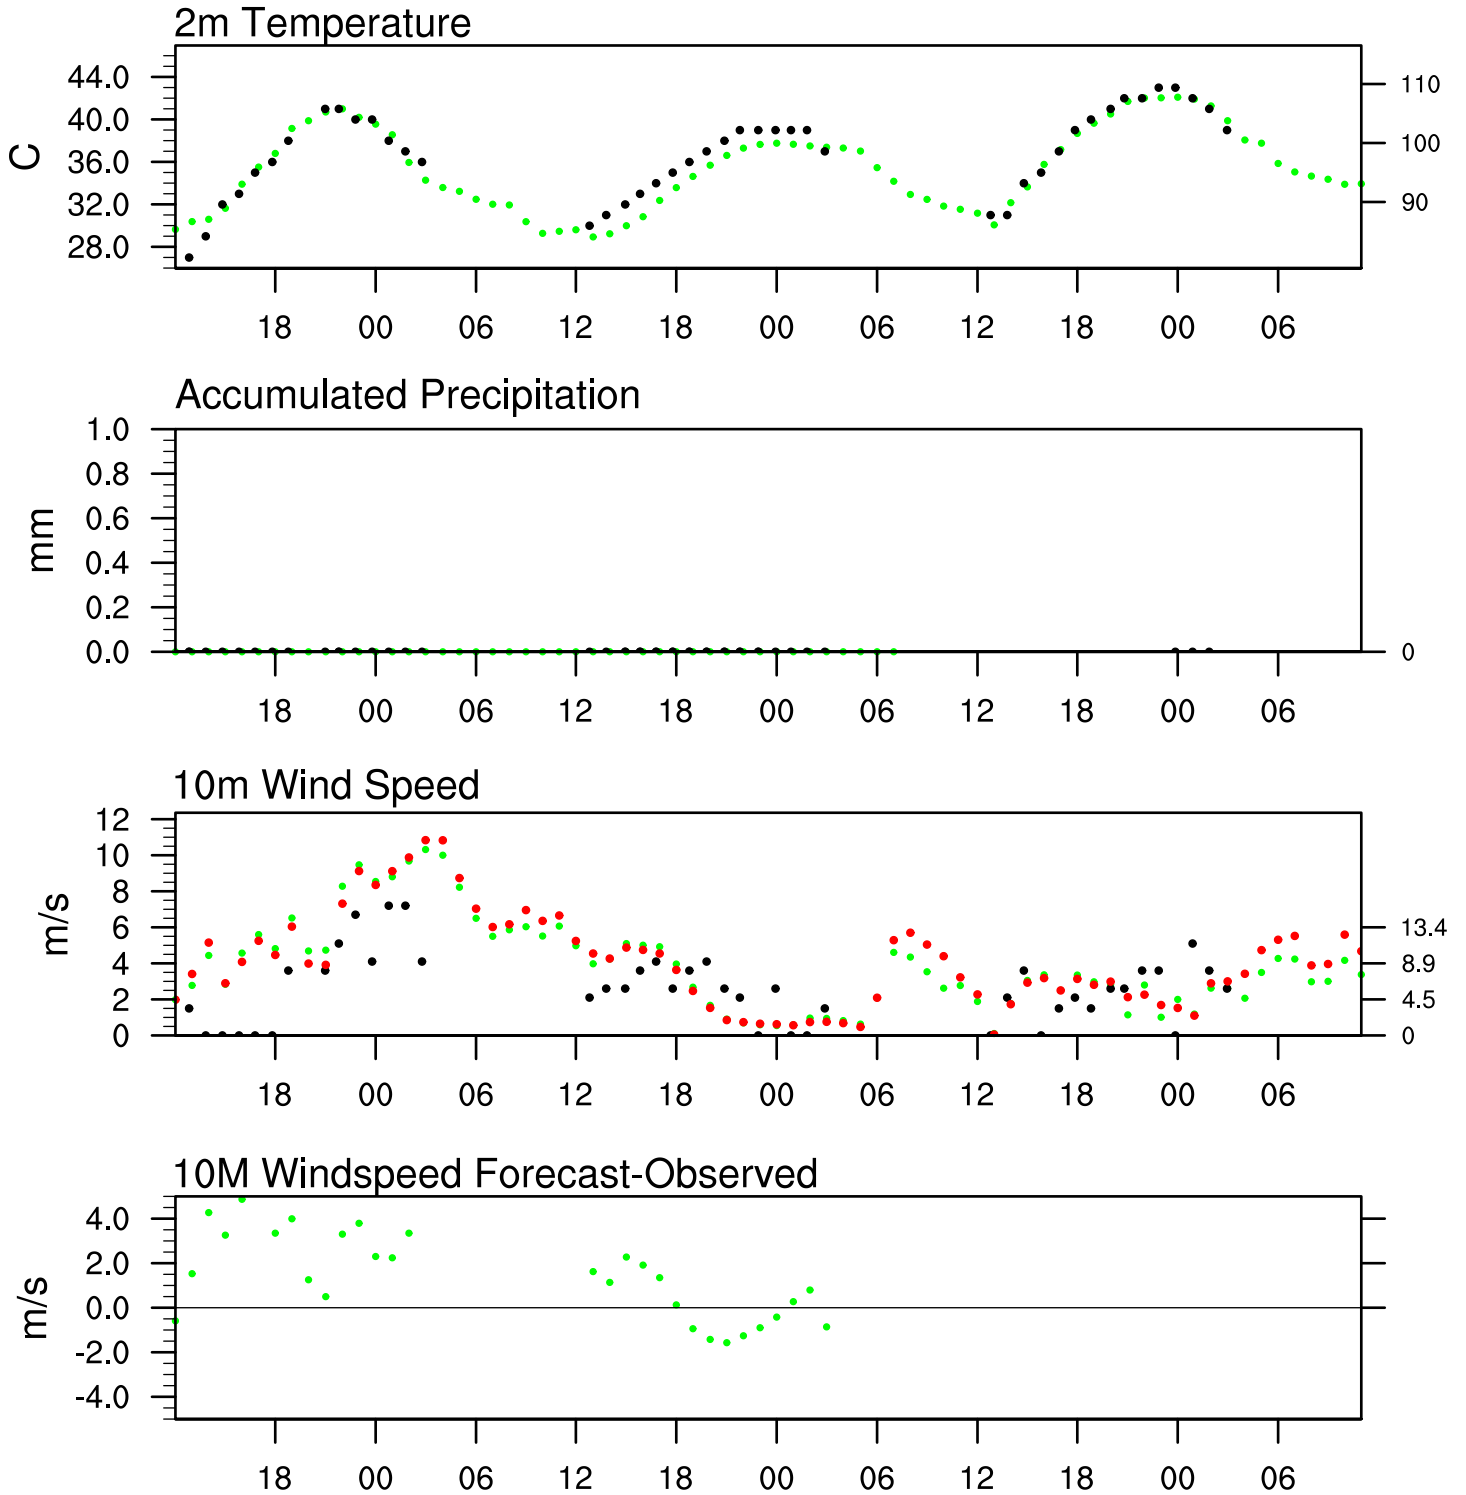 2m Temperature
44.0
40.0
36.0
32.0
28.0
C
110
100
90
18 00 06 12 18 00 06 12 18 00 06
Accumulated Precipitation
1.0
0.8
0.6
0.4
0.2
0.0
mm
0
18 00 06 12 18 00 06 12 18 00 06
10m Wind Speed
12
10
8
6
4
2
0
m/s
13.4
8.9
4.5
0
18 00 06 12 18 00 06 12 18 00 06
10M Windspeed Forecast-Observed
4.0
2.0
0.0
-2.0
-4.0
m/s
18 00 06 12 18 00 06 12 18 00 06